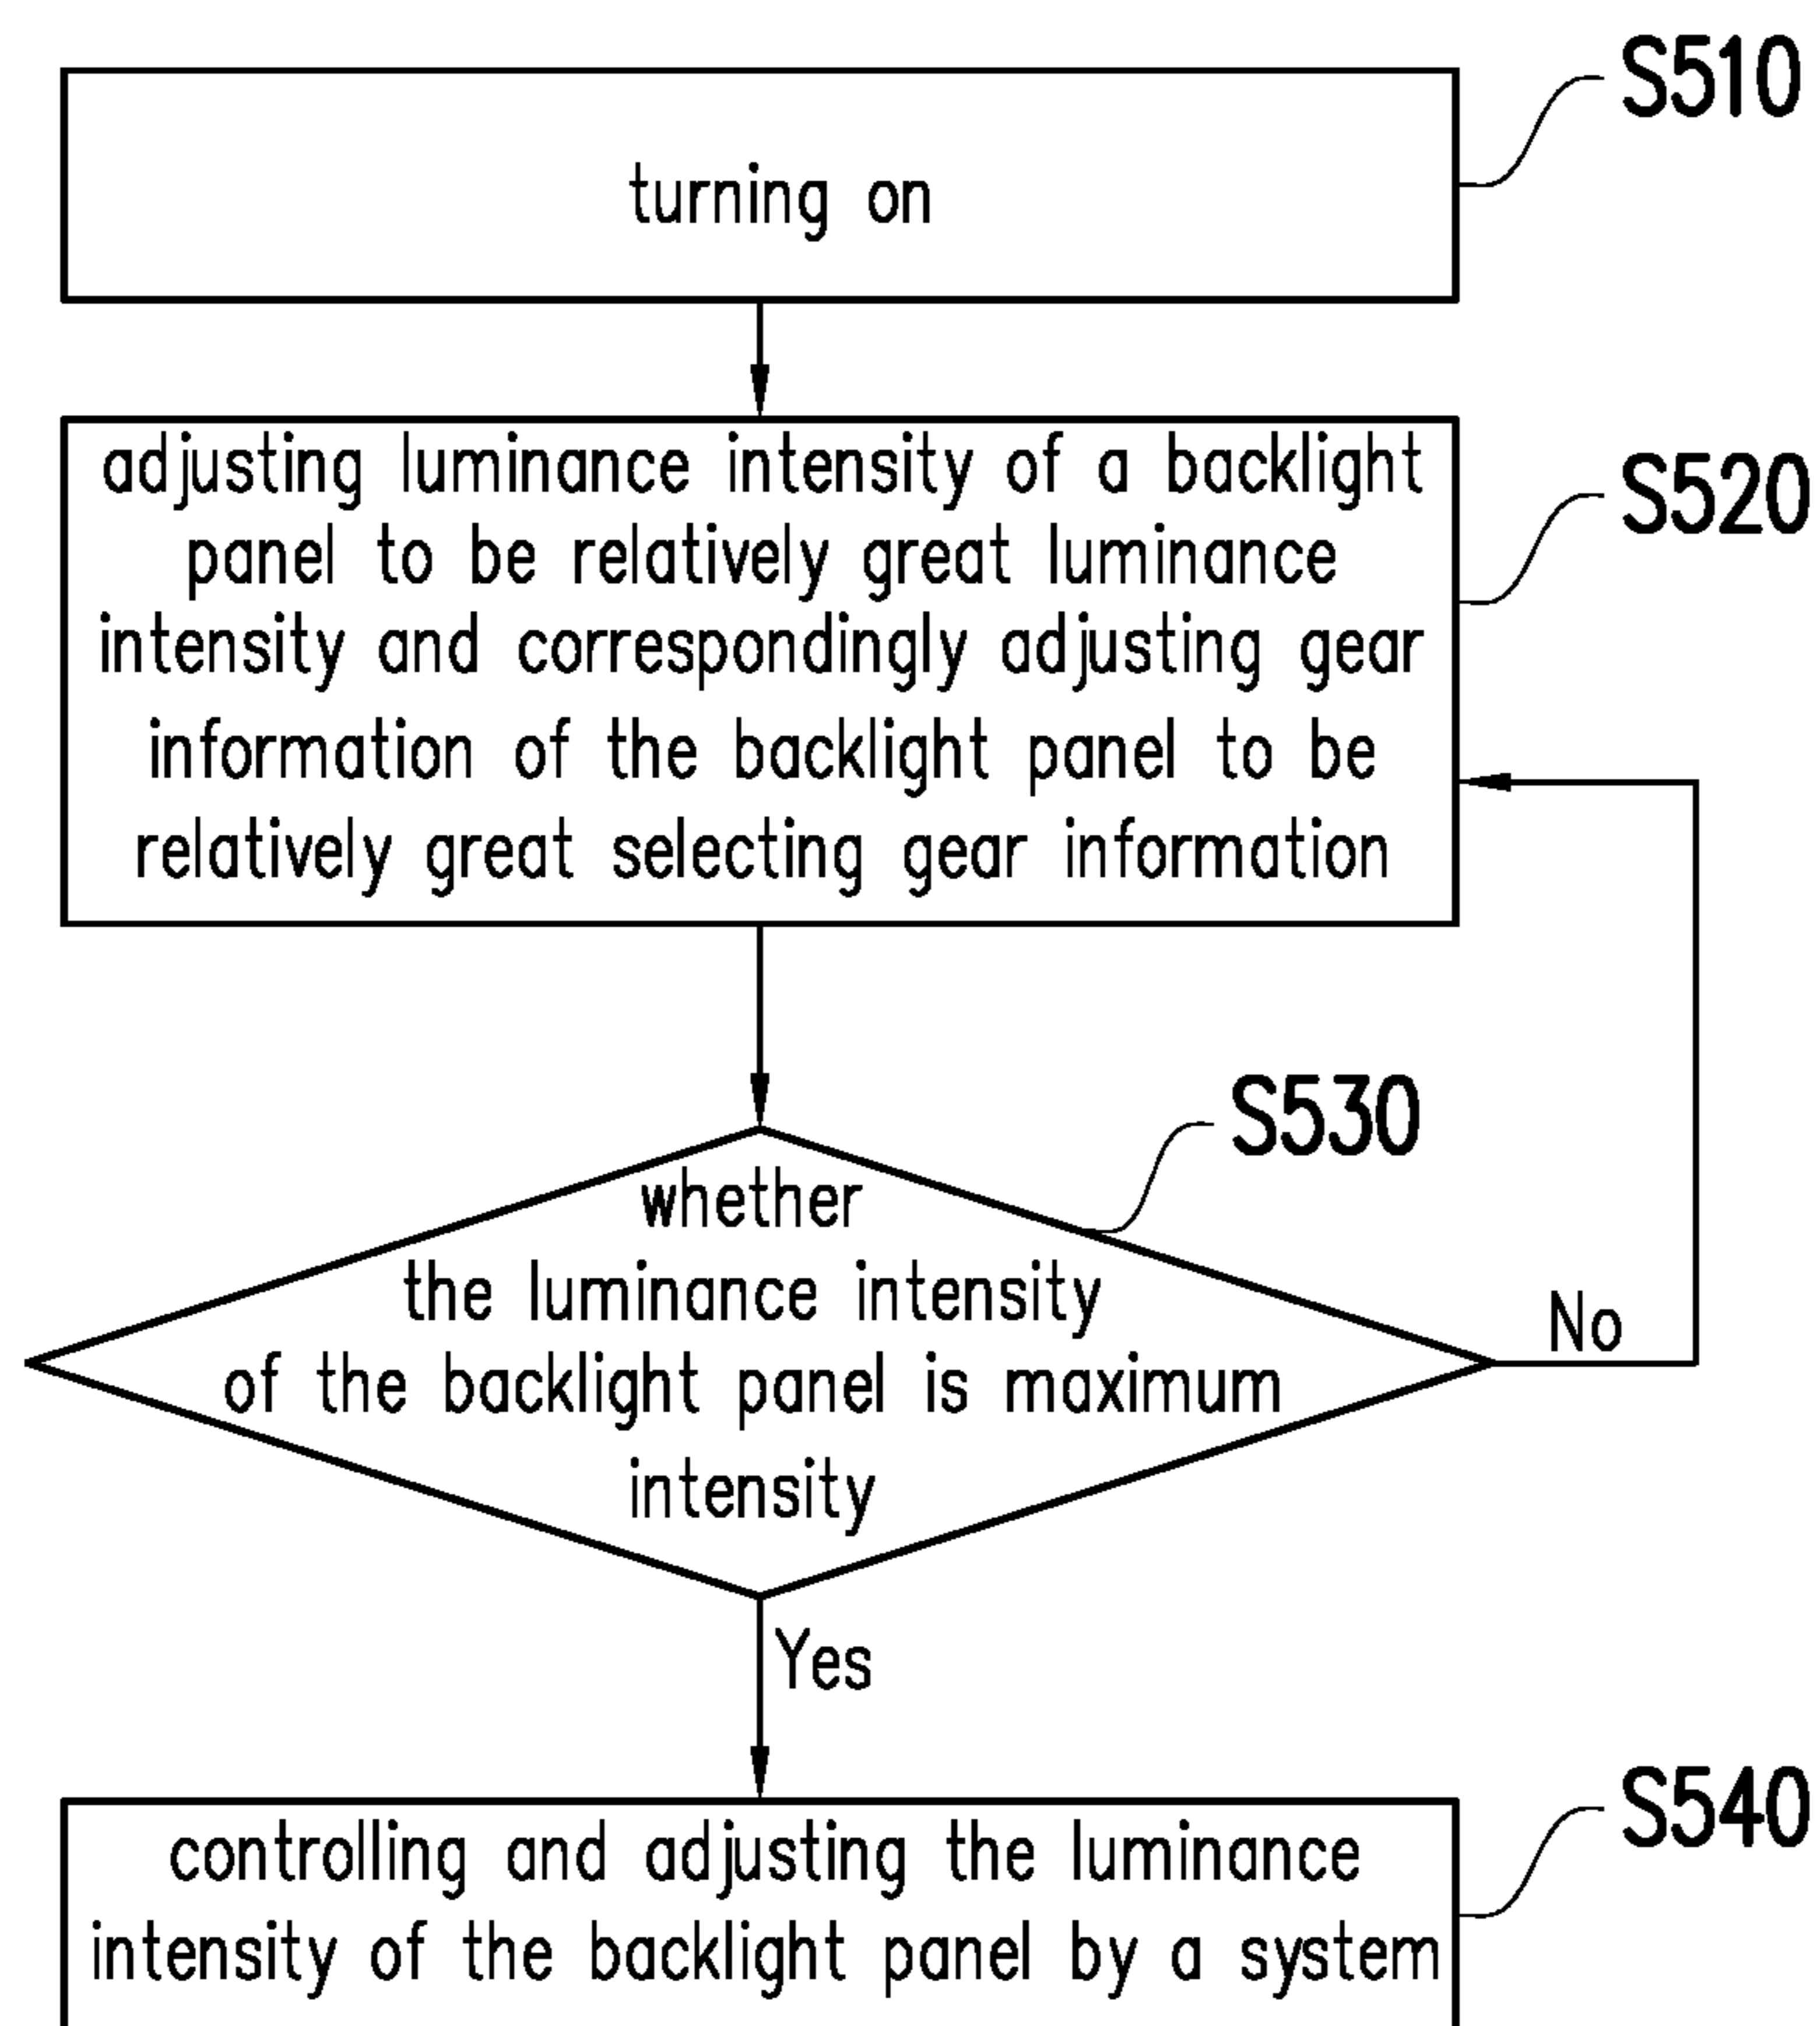 S510
turning on
adjusting luminance intensity of a backlight
panel to be relatively great luminance
intensity and correspondingly adjusting gear
information of the backlight panel to be
relatively great selecting gear information
S520
S530
whether
the luminance intensity
of the backlight panel is maximum
intensity
No
Yes
controlling and adjusting the luminance
intensity of the backlight panel by a system
S540